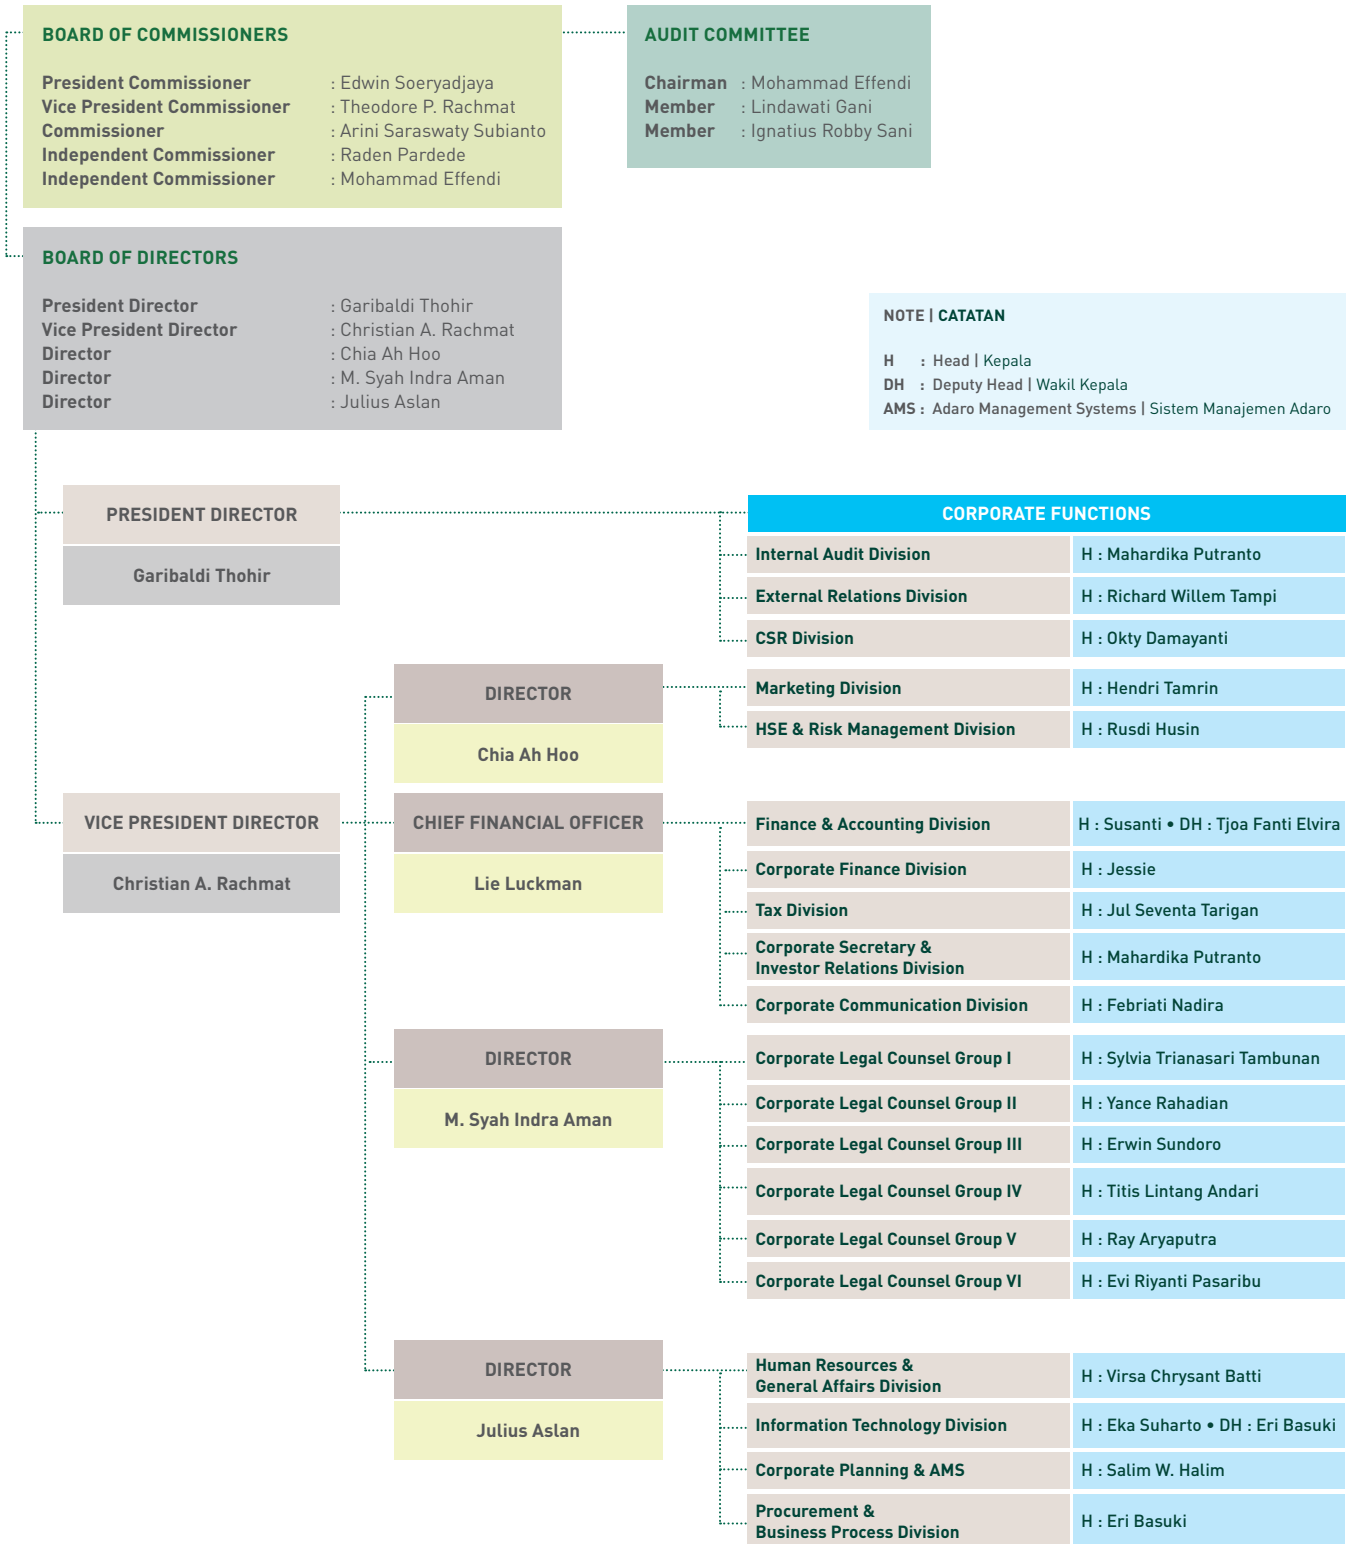 BOARD OF COMMISSIONERS
President Commissioner : Edwin Soeryadjaya
Vice President Commissioner : Theodore P. Rachmat
Commissioner : Arini Saraswaty Subianto
Independent Commissioner : Raden Pardede
Independent Commissioner : Mohammad Effendi
AUDIT COMMITTEE
Chairman : Mohammad Effendi
Member : Lindawati Gani
Member : Ignatius Robby Sani
BOARD OF DIRECTORS
President Director : Garibaldi Thohir
Vice President Director : Christian A. Rachmat
Director : Chia Ah Hoo
Director : M. Syah Indra Aman
Director : Julius Aslan
NOTE | CATATAN
H : Head | Kepala
DH : Deputy Head | Wakil Kepala
AMS : Adaro Management Systems | Sistem Manajemen Adaro
PRESIDENT DIRECTOR
Garibaldi Thohir
CORPORATE FUNCTIONS
Internal Audit Division H : Mahardika Putranto
External Relations Division H : Richard Willem Tampi
CSR Division H : Okty Damayanti
DIRECTOR
Chia Ah Hoo
Marketing Division H : Hendri Tamrin
HSE & Risk Management Division H : Rusdi Husin
VICE PRESIDENT DIRECTOR
Christian A. Rachmat
CHIEF FINANCIAL OFFICER
Lie Luckman
Finance & Accounting Division H : Susanti • DH : Tjoa Fanti Elvira
Corporate Finance Division H : Jessie
Tax Division H : Jul Seventa Tarigan
Corporate Secretary &
Investor Relations Division H : Mahardika Putranto
Corporate Communication Division H : Febriati Nadira
DIRECTOR
M. Syah Indra Aman
Corporate Legal Counsel Group I H : Sylvia Trianasari Tambunan
Corporate Legal Counsel Group II H : Yance Rahadian
Corporate Legal Counsel Group III H : Erwin Sundoro
Corporate Legal Counsel Group IV H : Titis Lintang Andari
Corporate Legal Counsel Group V H : Ray Aryaputra
Corporate Legal Counsel Group VI H : Evi Riyanti Pasaribu
DIRECTOR
Julius Aslan
Human Resources &
General Affairs Division H : Virsa Chrysant Batti
Information Technology Division H : Eka Suharto • DH : Eri Basuki
Corporate Planning & AMS H : Salim W. Halim
Procurement &
Business Process Division H : Eri Basuki